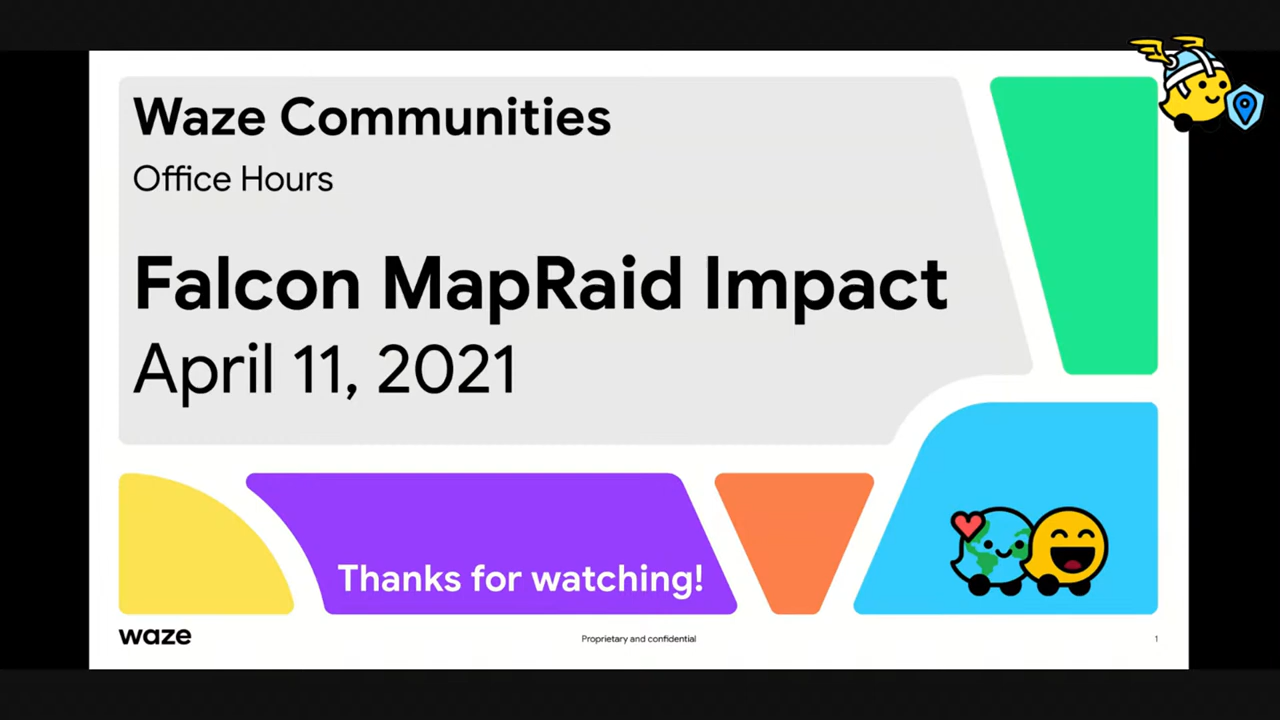 Waze Communities
Office Hours
Falcon MapRaid Impact
April 11, 2021
Thanks for watching!
waze
Proprietary and confidential
1